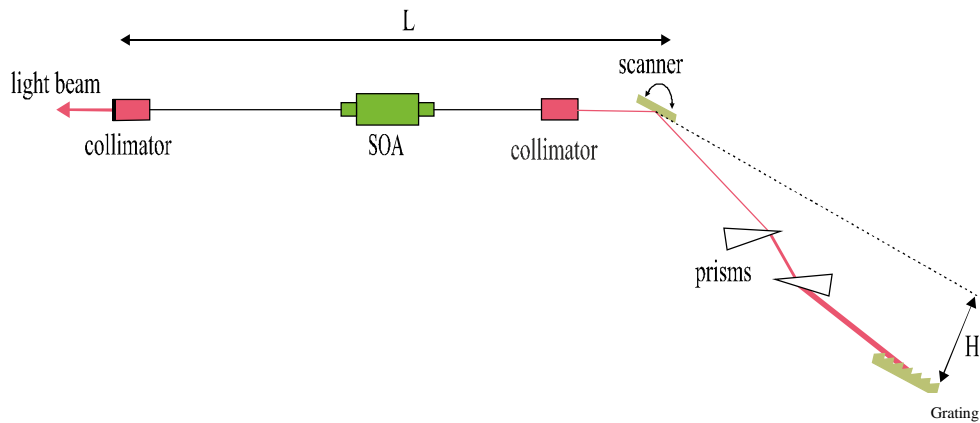 L
scanner
light beam
collimator
SOA
collimator
prisms
H
Grating